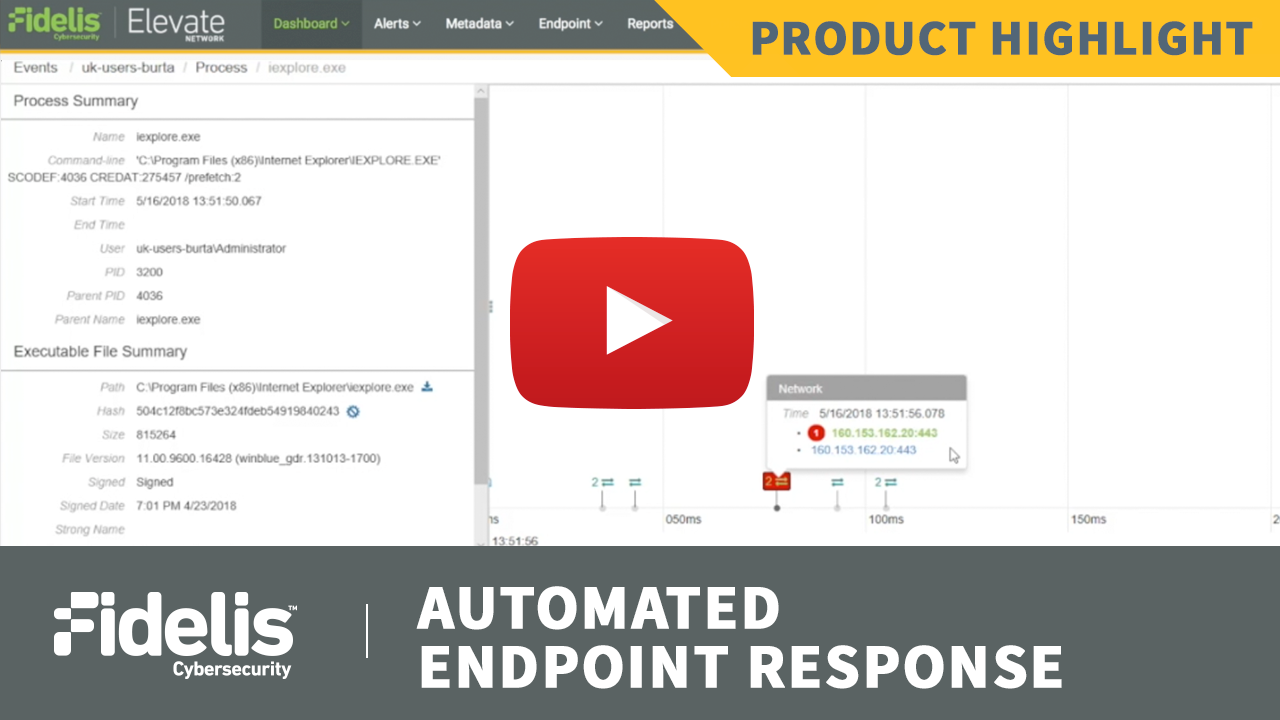 Fidelis
Cybersecurity
Elevate
NETWORK
Dashboard
Alerts
Metadata
Endpoint
Reports
PRODUCT HIGHLIGHT
Events / uk-users-burta / Process / iexplore.exe
Process Summary
Name iexplore.exe
Command-line 'C:\Program Files (x86)\Internet Explorer\IEXPLORE.EXE'
SCODEF:4036 CREDAT:275457 /prefetch:2
Start Time 5/16/2018 13:51:50.067
End Time
User uk-users-burta\Administrator
PID 3200
Parent PID 4036
Parent Name iexplore.exe
Executable File Summary
Path C:\Program Files (x86)\Internet Explorer\iexplore.exe
Hash 504c12f8bc573e324fdeb54919840243
Size 815264
File Version 11.00.9600.16428 (winblue_gdr.131013-1700)
Signed Signed
Signed Date 7:01 PM 4/23/2018
Strong Name
Network
Time 5/16/2018 13:51:56.078
• 1 160.153.162.20:443
• 160.153.162.20:443
2
2
2
050ms
100ms
150ms
13:51:56
Fidelis™
Cybersecurity
AUTOMATED
ENDPOINT RESPONSE